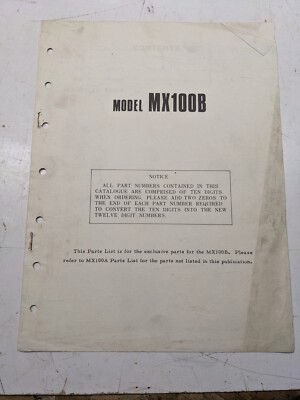 MODEL MX100B
NOTICE
ALL PART NUMBERS CONTAINED IN THIS
CATALOGUE ARE COMPRISED OF TEN DIGITS
WHEN ORDERING, PLEASE ADD TWO ZEROS TO
THE END OF EACH PART NUMBER REQUIRED
TO CONVERT THE TEN DIGITS INTO THE NEW
TWELVE DIGIT NUMBERS.
This Parts List is for the exclusive parts for the MX100B. Please
refer to MX100A Parts List for the parts not listed in this publication.